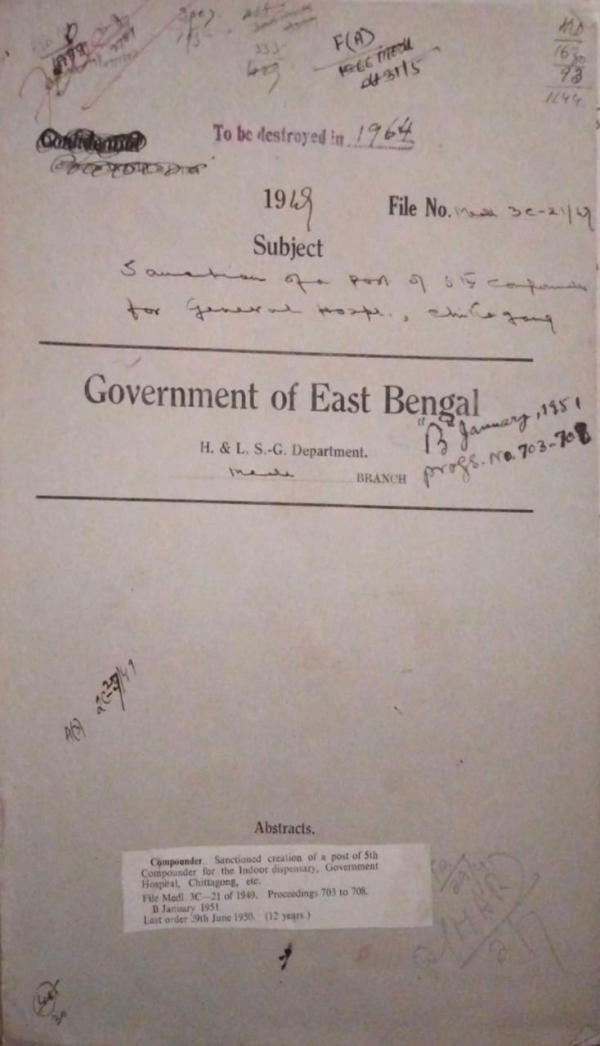 F(A)
31/5
Confidential
To be destroyed in 1964
1949 File No. Medl 3C-21/49
Subject
Sanction of a post of 5th Compounder
for General Hospl., Chittagong
Government of East Bengal
"B" January, 1951
H. & L. S.-G. Department.
progs. No. 703-708
Medl BRANCH
Abstracts.
Compounder. Sanctioned creation of a post of 5th
Compounder for the Indoor dispensary, Government
Hospital, Chittagong, etc.
File Medl. 3C—21 of 1949. Proceedings 703 to 708.
B January 1951.
Last order 29th June 1950. (12 years.)